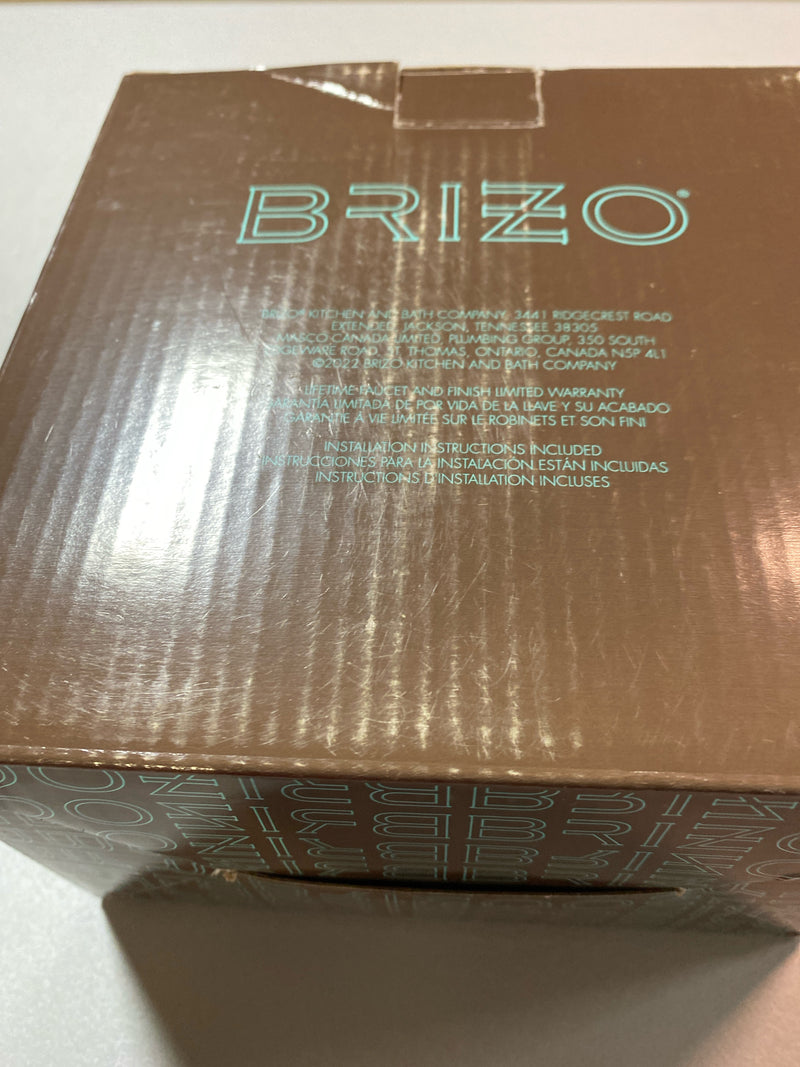 BRIZO®
BRIZO® KITCHEN AND BATH COMPANY, 3441 RIDGECREST ROAD
EXTENDED, JACKSON, TENNESSEE 38305
MASCO CANADA LIMITED, PLUMBING GROUP, 350 SOUTH
EDGEWARE ROAD, ST. THOMAS, ONTARIO, CANADA N5P 4L1
©2022 BRIZO KITCHEN AND BATH COMPANY
LIFETIME FAUCET AND FINISH LIMITED WARRANTY
GARANTÍA LIMITADA DE POR VIDA DE LA LLAVE Y SU ACABADO
GARANTIE À VIE LIMITÉE SUR LE ROBINETS ET SON FINI
INSTALLATION INSTRUCTIONS INCLUDED
INSTRUCCIONES PARA LA INSTALACIÓN ESTÁN INCLUIDAS
INSTRUCTIONS D'INSTALLATION INCLUSES